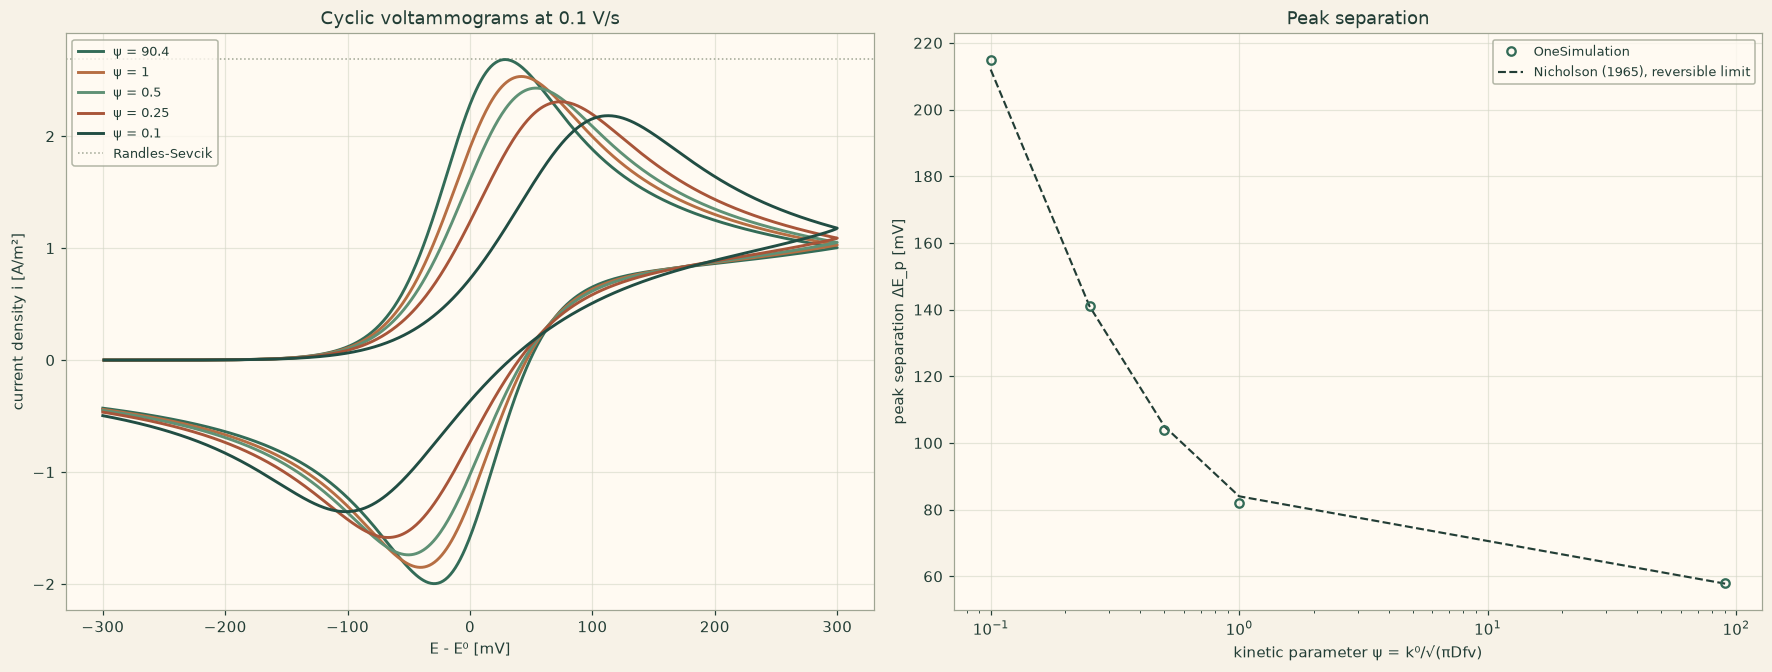 Cyclic voltammograms at 0.1 V/s
ψ = 90.4
ψ = 1
ψ = 0.5
ψ = 0.25
ψ = 0.1
Randles-Sevcik
current density i [A/m²]
2
1
0
−1
−2
−300
−200
−100
0
100
200
300
E - E⁰ [mV]
Peak separation
OneSimulation
Nicholson (1965), reversible limit
peak separation ΔE_p [mV]
220
200
180
160
140
120
100
80
60
10⁻¹
10⁰
10¹
10²
kinetic parameter ψ = k⁰/√(πDfv)